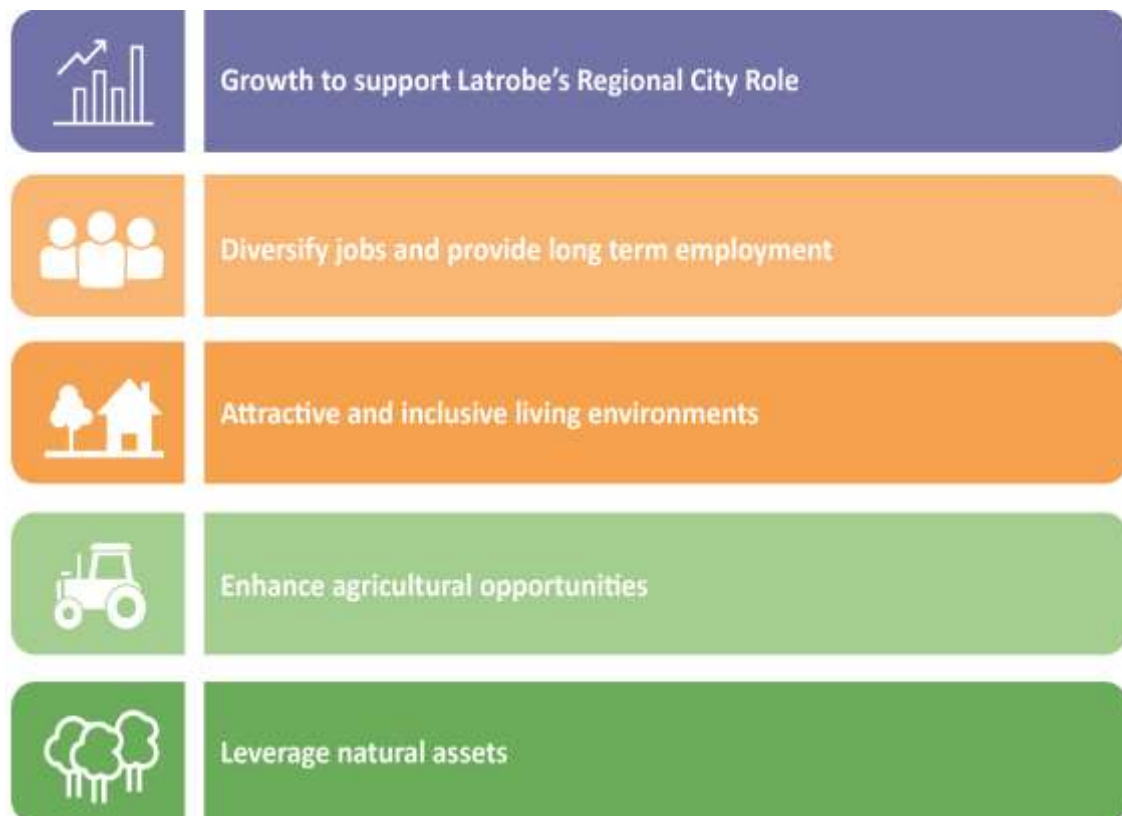 Growth to support Latrobe's Regional City Role
Diversify jobs and provide long term employment
Attractive and inclusive living environments
Enhance agricultural opportunities
Leverage natural assets